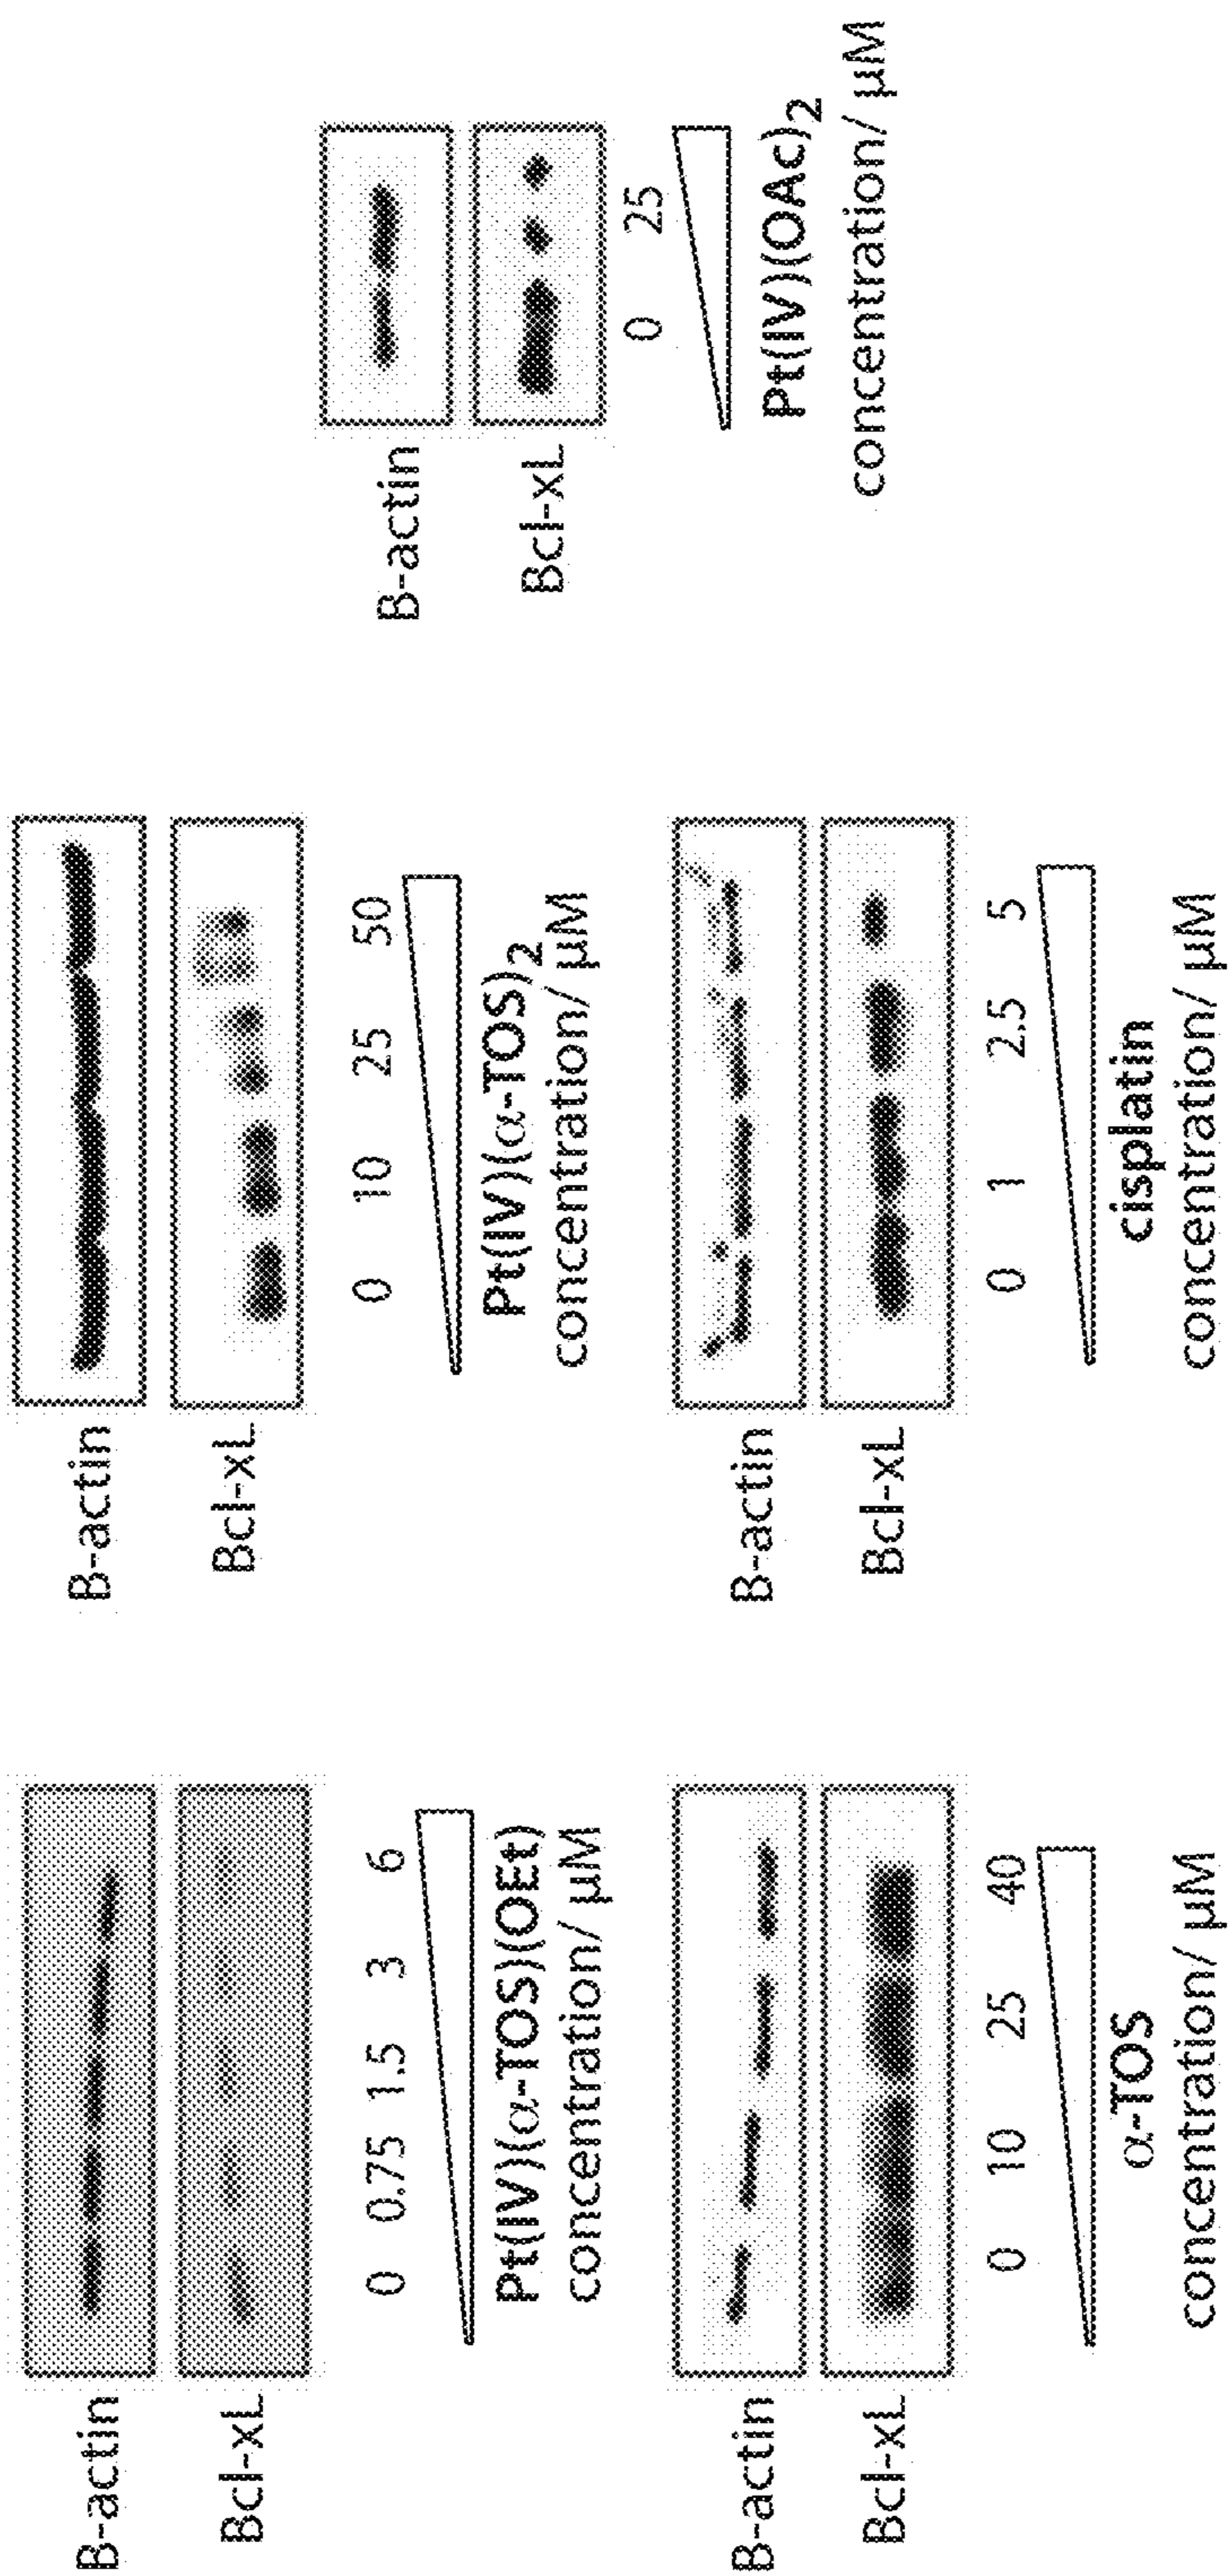 B-actin
Bcl-xL
0 0.75 1.5 3 6
Pt(IV)(α-TOS)(OEt)
concentration/ μM
B-actin
Bcl-xL
0 10 25 50
Pt(IV)(α-TOS)2
concentration/ μM
B-actin
Bcl-xL
0 25
Pt(IV)(OAc)2
concentration/ μM
B-actin
Bcl-xL
0 10 25 40
α-TOS
concentration/ μM
B-actin
Bcl-xL
0 1 2.5 5
cisplatin
concentration/ μM